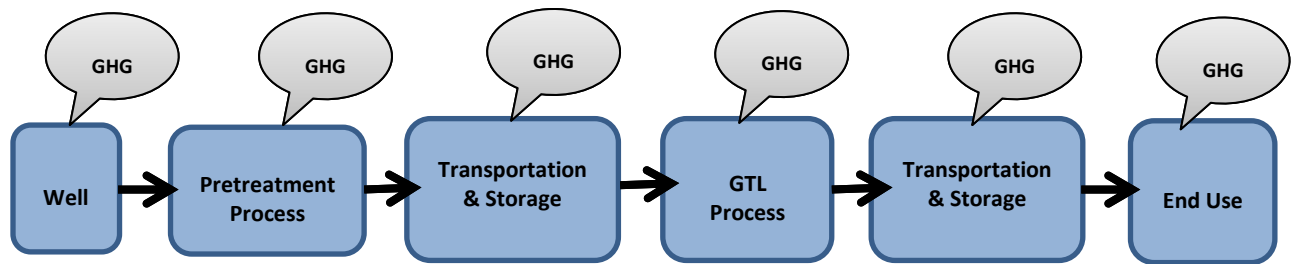 GHG
GHG
GHG
GHG
GHG
GHG
Well
Pretreatment
Process
Transportation
& Storage
GTL
Process
Transportation
& Storage
End Use